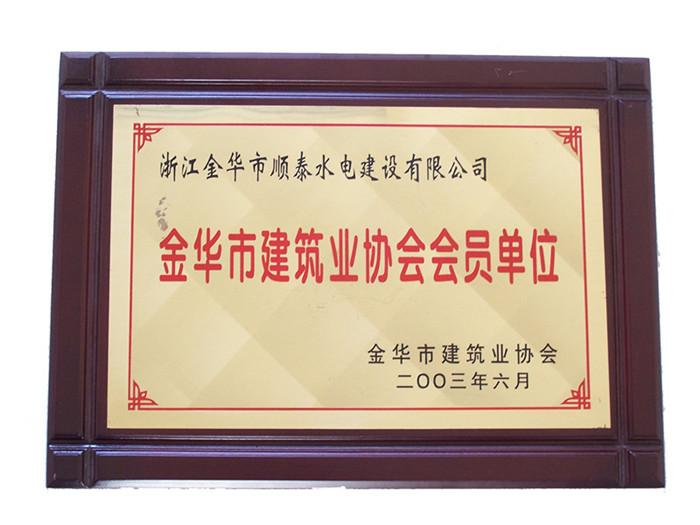 浙江金华市顺泰水电建设有限公司
金华市建筑业协会会员单位
金华市建筑业协会
二〇〇三年六月